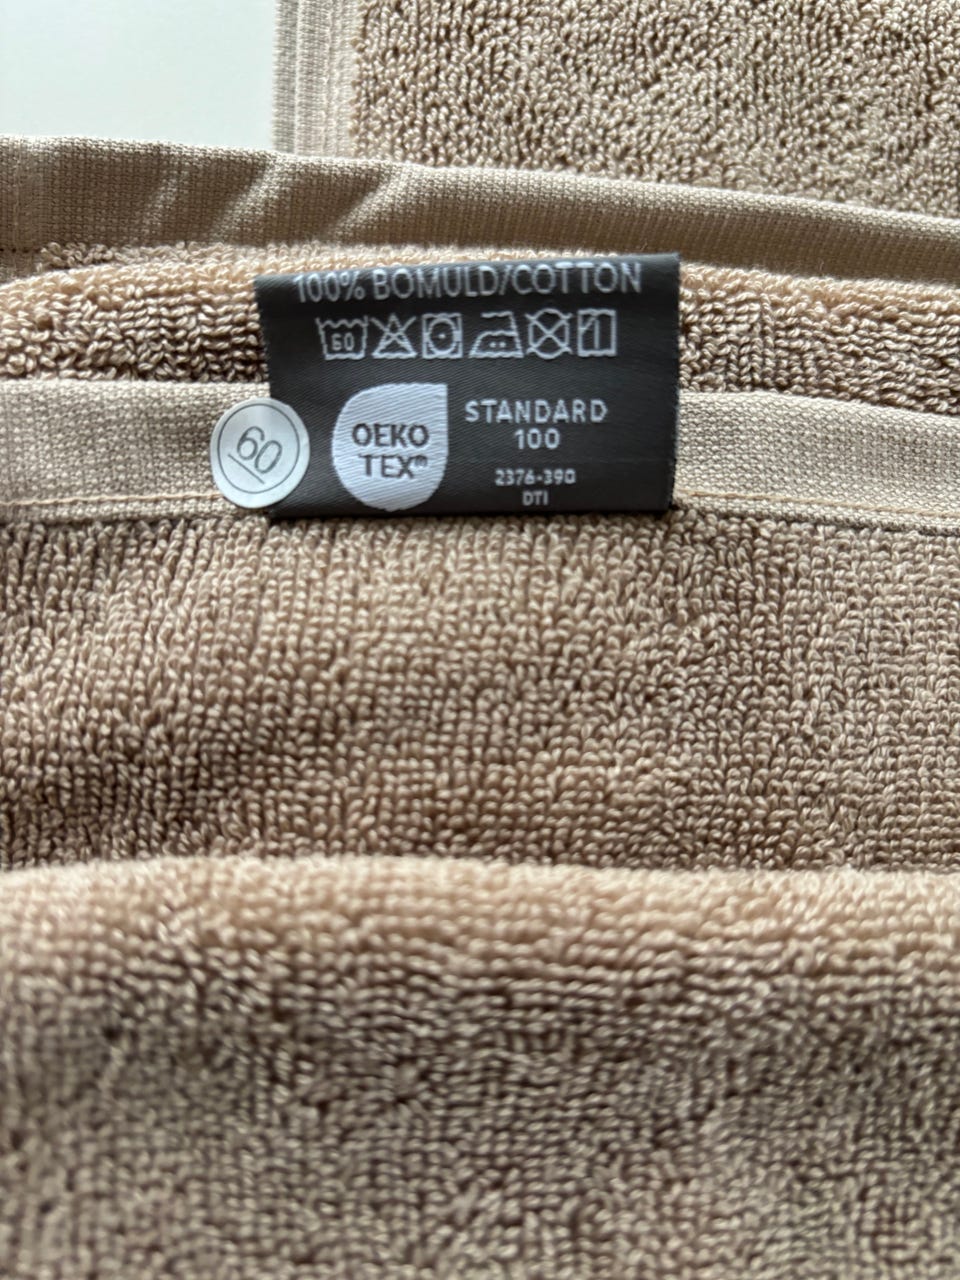 100% BOMULD/COTTON
60
60
OEKO
TEX®
STANDARD
100
2376-390
DTI